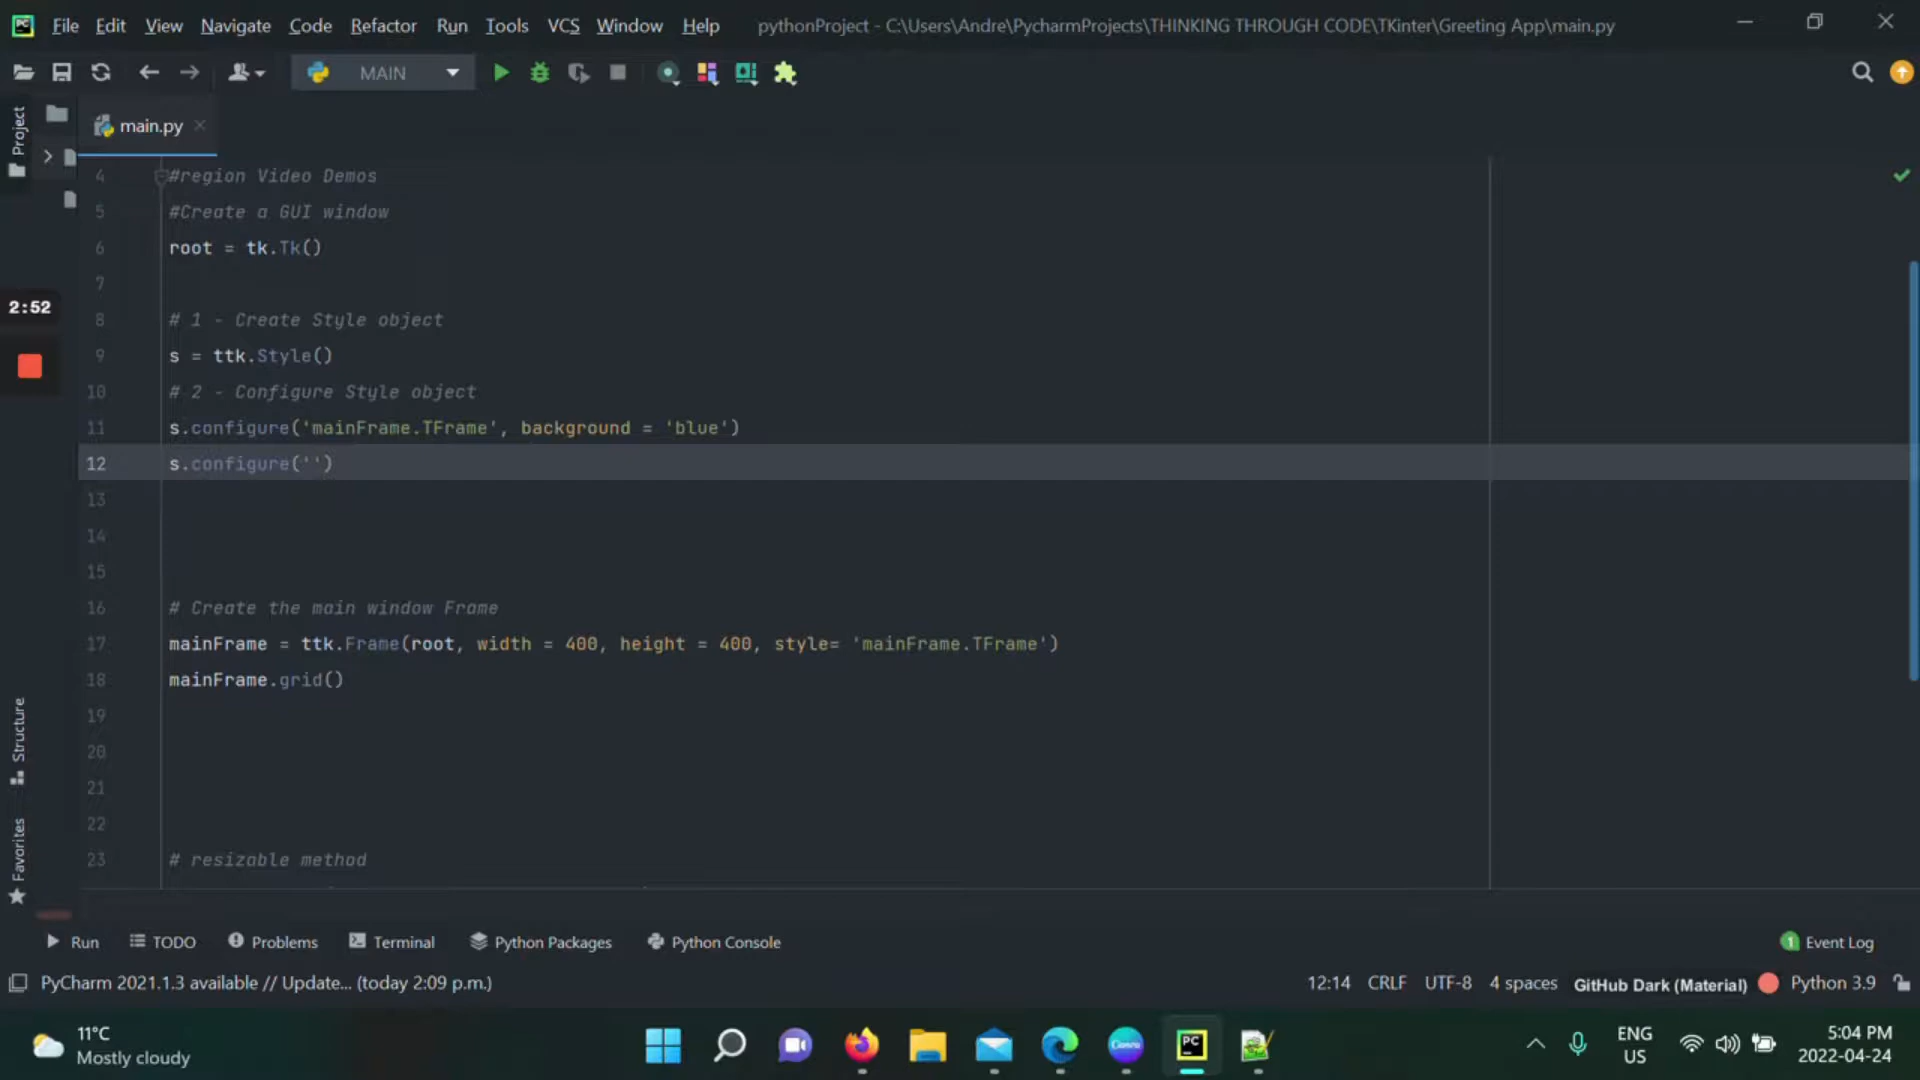 File Edit View Navigate Code Refactor Run Tools VCS Window Help pythonProject - C:\Users\Andre\PycharmProjects\THINKING THROUGH CODE\TKinter\Greeting App\main.py
MAIN
Project
main.py
4 #region Video Demos
5 #Create a GUI window
6 root = tk.Tk()
7
2:52
8 # 1 - Create Style object
9 s = ttk.Style()
10 # 2 - Configure Style object
11 s.configure('mainFrame.TFrame', background = 'blue')
12 s.configure('')
13
14
15
16 # Create the main window Frame
17 mainFrame = ttk.Frame(root, width = 400, height = 400, style= 'mainFrame.TFrame')
18 mainFrame.grid()
19
20
21
22
23 # resizable method
Structure
Favorites
Run TODO Problems Terminal Python Packages Python Console 1 Event Log
PyCharm 2021.1.3 available // Update... (today 2:09 p.m.) 12:14 CRLF UTF-8 4 spaces GitHub Dark (Material) Python 3.9
11°C
Mostly cloudy
Canva
PC
ENG
US
5:04 PM
2022-04-24